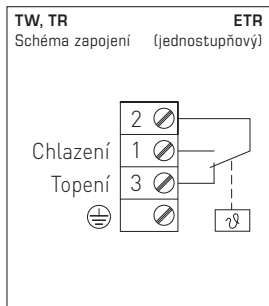 TW, TR ETR
Schéma zapojení (jednostupňový)
2
Chlazení 1
Topení 3
ϑ